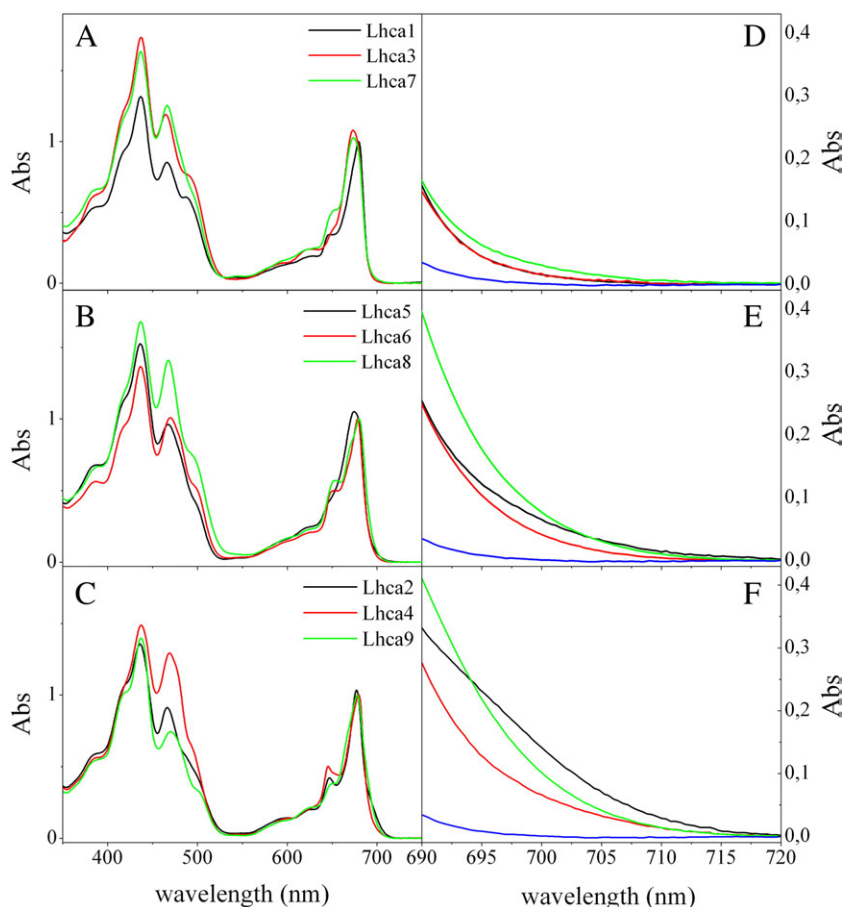 A
Lhca1
Lhca3
Lhca7
Abs
1
0
D
0,4
0,3
0,2
0,1
0,0
Abs
B
Lhca5
Lhca6
Lhca8
Abs
1
0
E
0,4
0,3
0,2
0,1
0,0
Abs
C
Lhca2
Lhca4
Lhca9
Abs
1
0
F
0,4
0,3
0,2
0,1
0,0
Abs
400 500 600 700
690 695 700 705 710 715 720
wavelength (nm)
wavelength (nm)